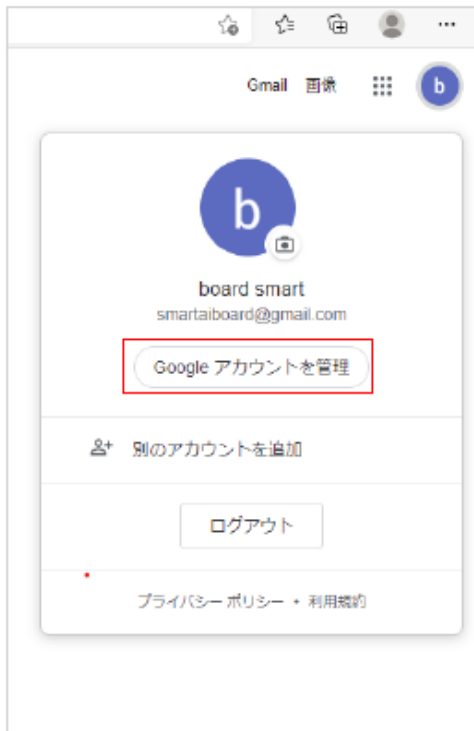 Gmail 画像
b
b
board smart
smartaiboard@gmail.com
Google アカウントを管理
別のアカウントを追加
ログアウト
プライバシー ポリシー • 利用規約